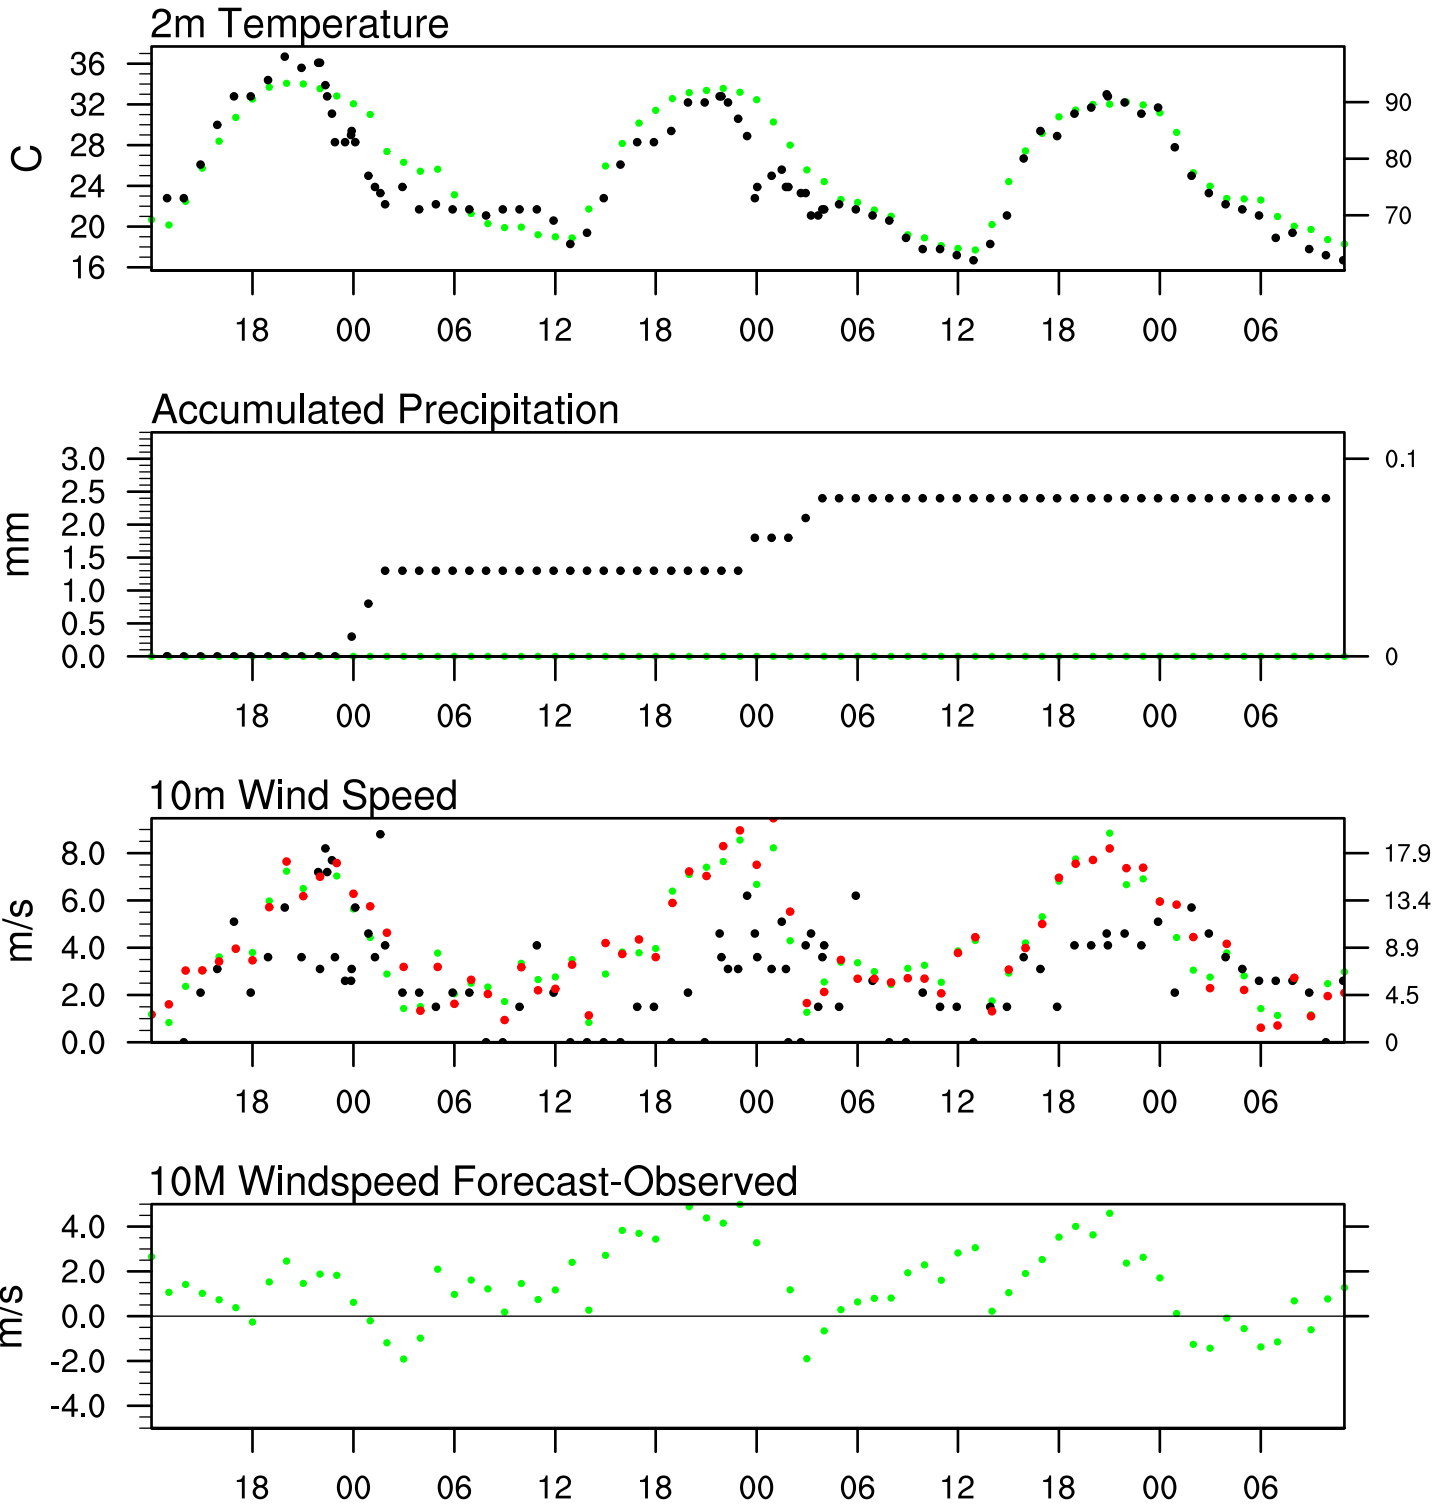 2m Temperature
36
32
28
24
20
16
C
90
80
70
18 00 06 12 18 00 06 12 18 00 06
Accumulated Precipitation
3.0
2.5
2.0
1.5
1.0
0.5
0.0
mm
0.1
0
18 00 06 12 18 00 06 12 18 00 06
10m Wind Speed
8.0
6.0
4.0
2.0
0.0
m/s
17.9
13.4
8.9
4.5
0
18 00 06 12 18 00 06 12 18 00 06
10M Windspeed Forecast-Observed
4.0
2.0
0.0
-2.0
-4.0
m/s
18 00 06 12 18 00 06 12 18 00 06